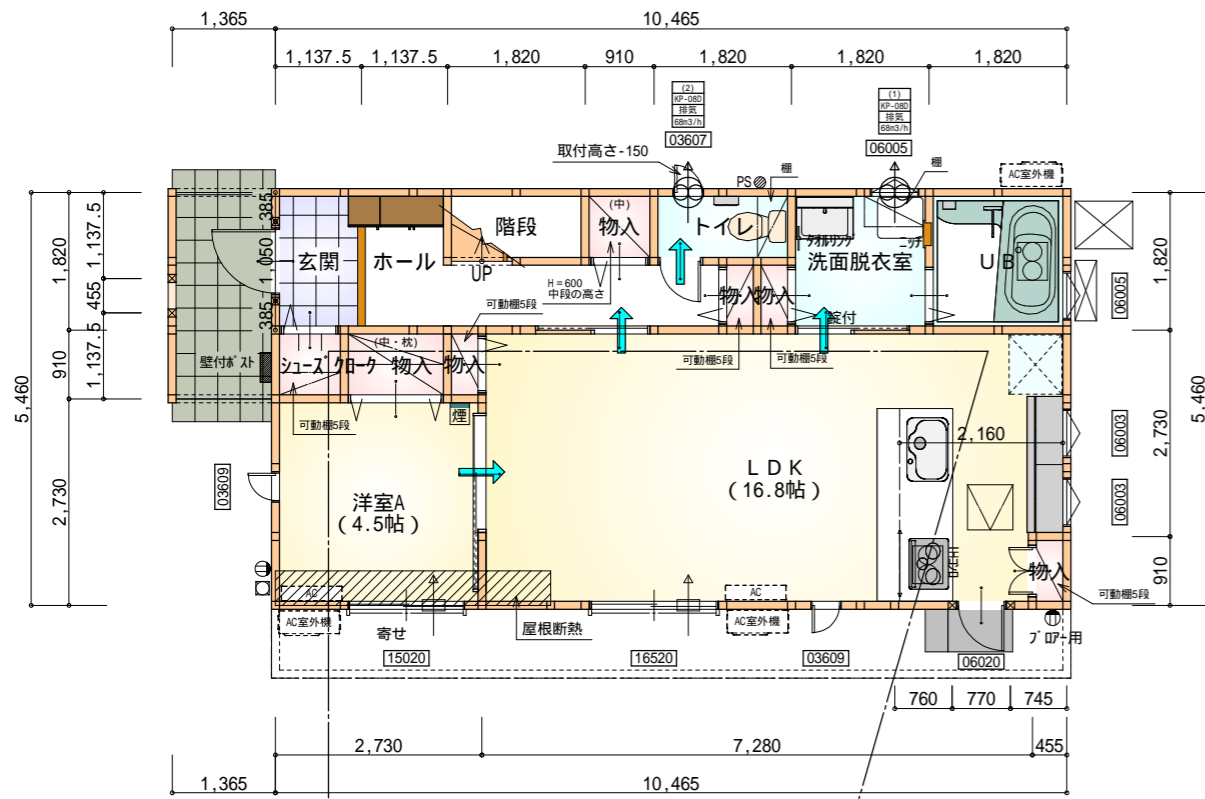 1,365
10,465
1,137.5
1,137.5
1,820
910
1,820
1,820
1,820
(2)
KP-08D
排気
68m3/h
03607
(1)
KP-08D
排気
68m3/h
06005
取付高さ-150
PS
棚
棚
AC室外機
385
1,050
385
玄関
ホール
階段
UP
(中)
物入
トイレ
タオルリング
ニッチ
洗面脱衣室
UB
H=600
中段の高さ
可動棚5段
物入
物入
錠付
06005
5,460
1,820
910
2,730
1,137.5
455
1,137.5
壁付ポスト
シューズクローク
(中・枕)
物入
物入
可動棚5段
可動棚5段
可動棚5段
煙
03609
洋室A
(4.5帖)
LDK
(16.8帖)
2,160
IHヒーター
06003
06003
物入
可動棚5段
1,820
2,730
910
5,460
AC
AC室外機
寄せ
15020
屋根断熱
16520
AC
AC室外機
03609
06020
ブロアー用
760
770
745
2,730
7,280
455
1,365
10,465